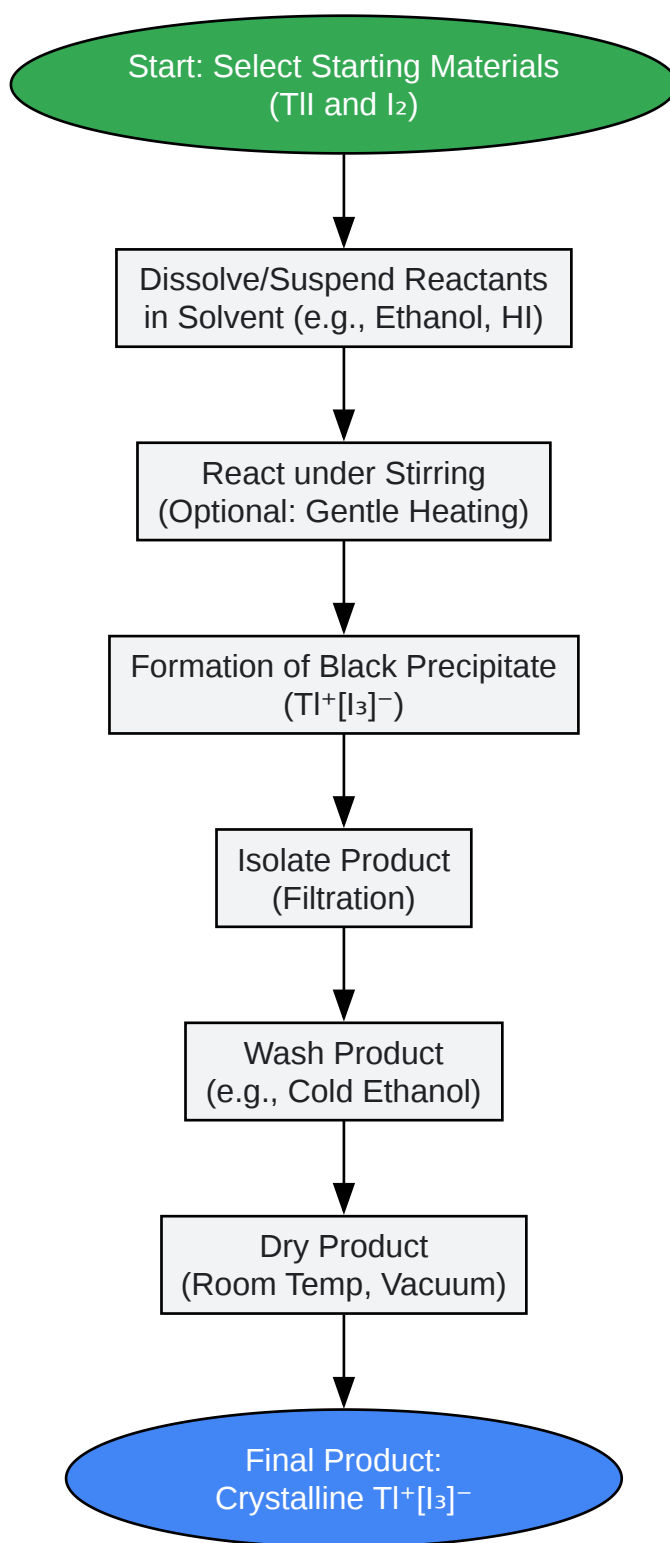 Start: Select Starting Materials
(TlI and I₂)
Dissolve/Suspend Reactants
in Solvent (e.g., Ethanol, HI)
React under Stirring
(Optional: Gentle Heating)
Formation of Black Precipitate
(Tl⁺[I₃]⁻)
Isolate Product
(Filtration)
Wash Product
(e.g., Cold Ethanol)
Dry Product
(Room Temp, Vacuum)
Final Product:
Crystalline Tl⁺[I₃]⁻